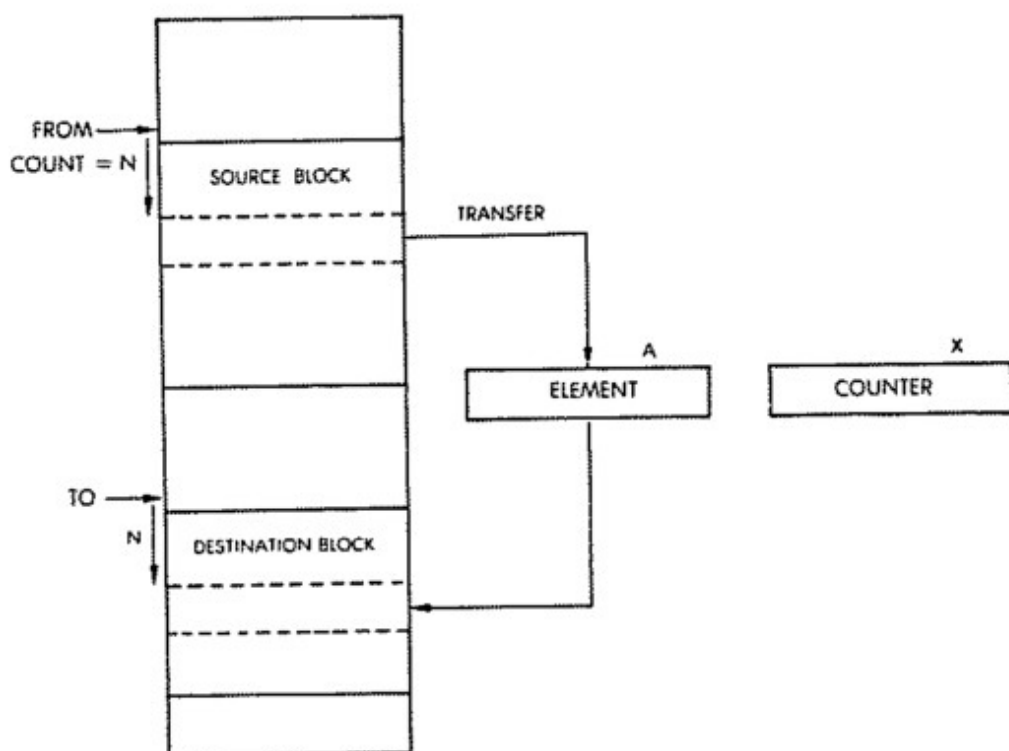 FROM
COUNT = N
SOURCE BLOCK
TRANSFER
A
X
ELEMENT
COUNTER
TO
N
DESTINATION BLOCK